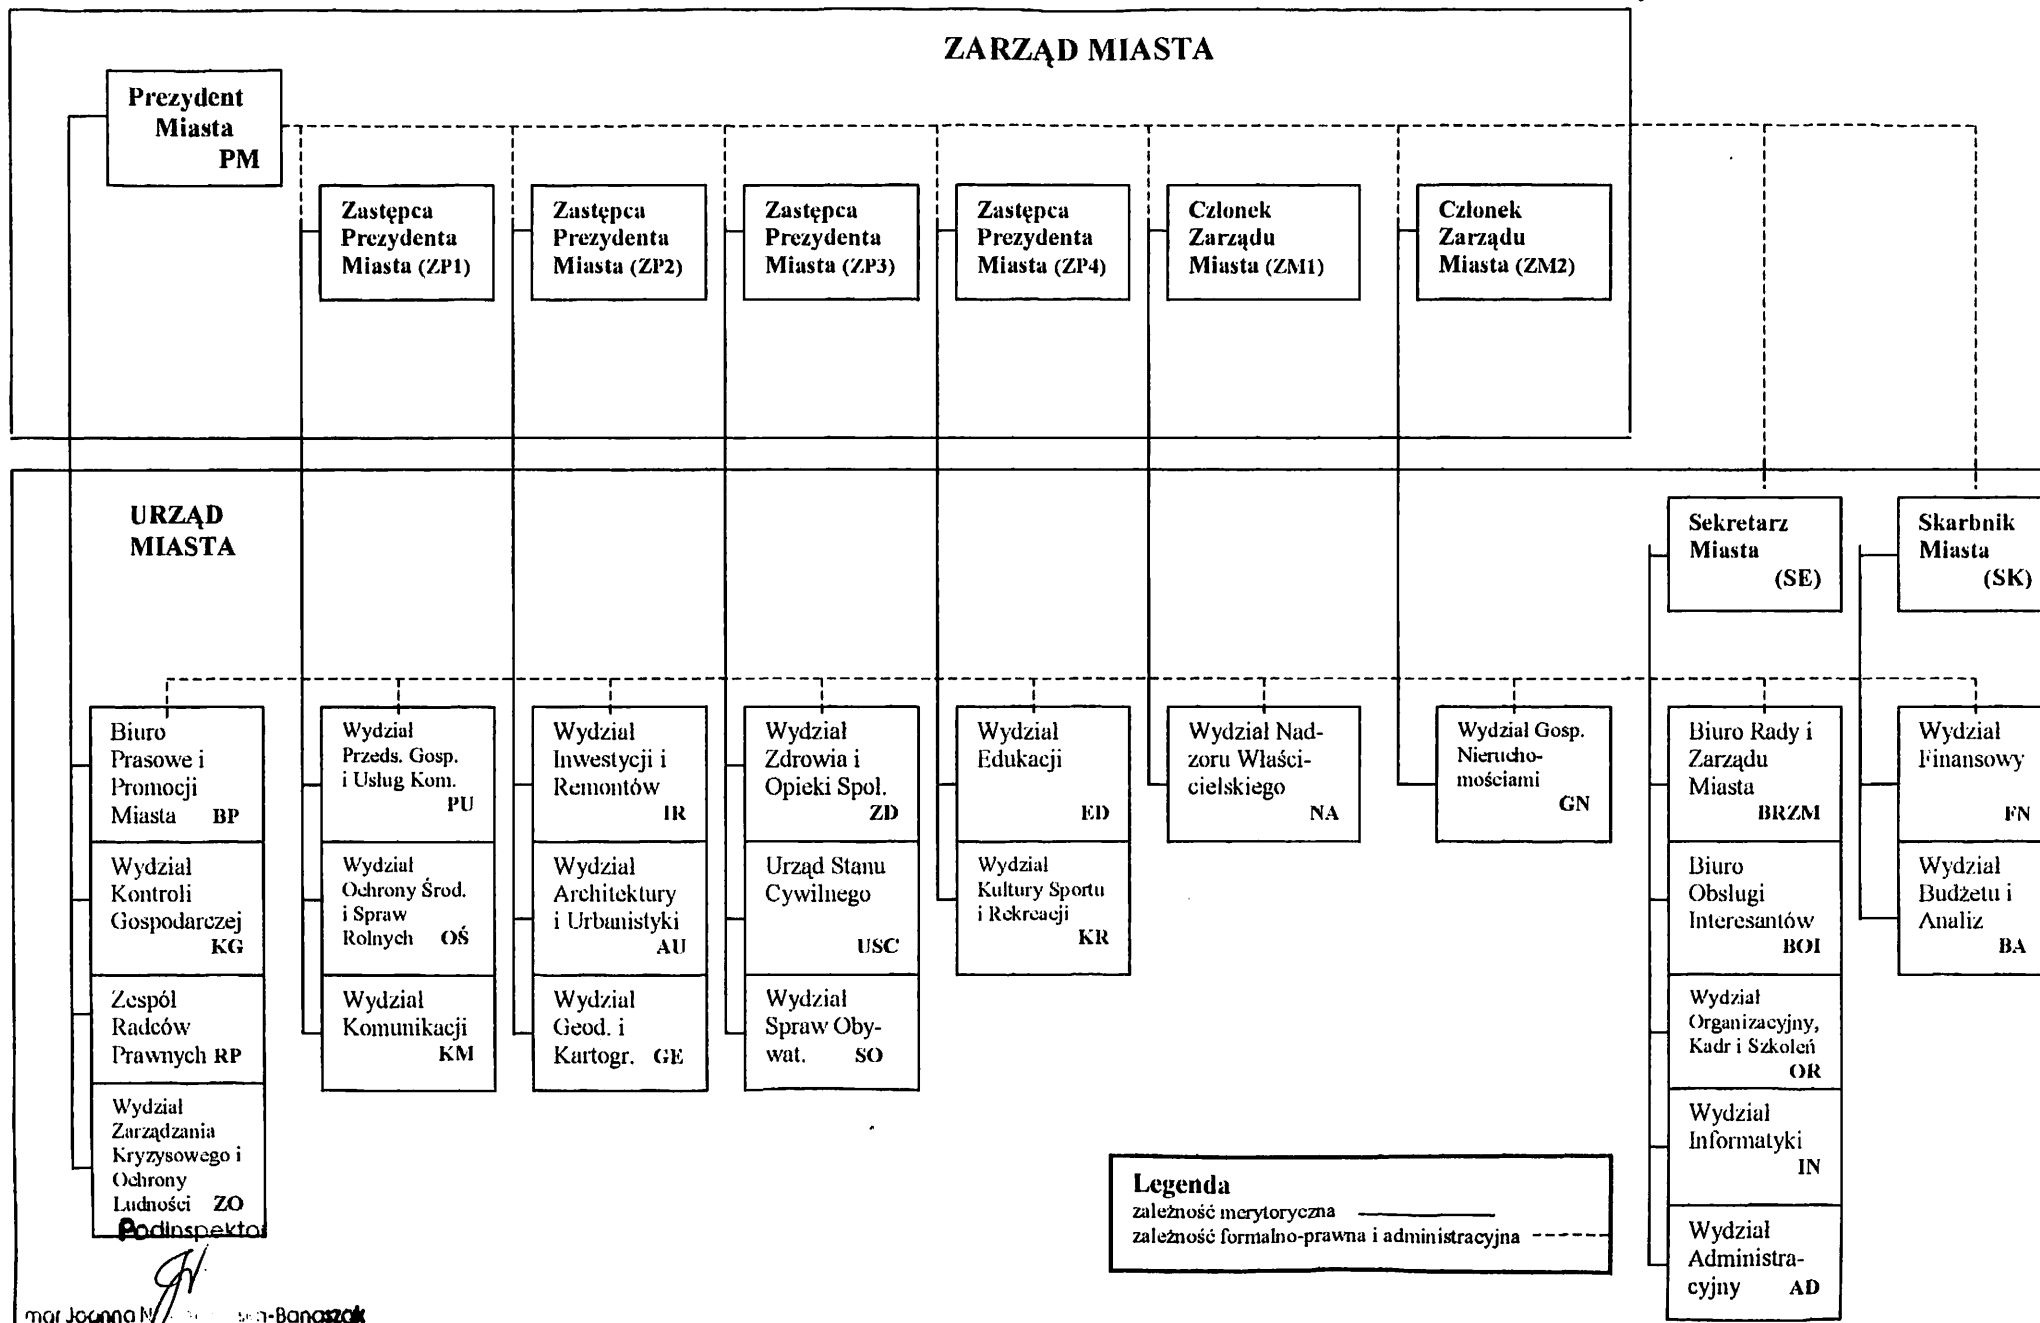 ZARZĄD MIASTA
Prezydent
Miasta
PM
Zastępca
Prezydenta
Miasta (ZP1)
Zastępca
Prezydenta
Miasta (ZP2)
Zastępca
Prezydenta
Miasta (ZP3)
Zastępca
Prezydenta
Miasta (ZP4)
Członek
Zarządu
Miasta (ZM1)
Członek
Zarządu
Miasta (ZM2)
URZĄD
MIASTA
Sekretarz
Miasta
(SE)
Skarbnik
Miasta
(SK)
Biuro
Prasowe i
Promocji
Miasta BP
Wydział
Kontroli
Gospodarczej
KG
Zespół
Radców
Prawnych RP
Wydział
Zarządzania
Kryzysowego i
Ochrony
Ludności ZO
Wydział
Przeds. Gosp.
i Usług Kom.
PU
Wydział
Ochrony Środ.
i Spraw
Rolnych OŚ
Wydział
Komunikacji
KM
Wydział
Inwestycji i
Remontów
IR
Wydział
Architektury
i Urbanistyki
AU
Wydział
Geod. i
Kartogr. GE
Wydział
Zdrowia i
Opieki Społ.
ZD
Urząd Stanu
Cywilnego
USC
Wydział
Spraw Oby-
wat. SO
Wydział
Edukacji
ED
Wydział
Kultury Sportu
i Rekreacji
KR
Wydział Nad-
zoru Właści-
cielskiego
NA
Wydział Gosp.
Nierucho-
mościami
GN
Biuro Rady i
Zarządu
Miasta
BRZM
Biuro
Obsługi
Interesantów
BOI
Wydział
Organizacyjny,
Kadr i Szkoleń
OR
Wydział
Informatyki
IN
Wydział
Administra-
cyjny AD
Wydział
Finansowy
FN
Wydział
Budżetu i
Analiz
BA
Legenda
zależność merytoryczna
zależność formalno-prawna i administracyjna
Podinspektor
mgr Joanna